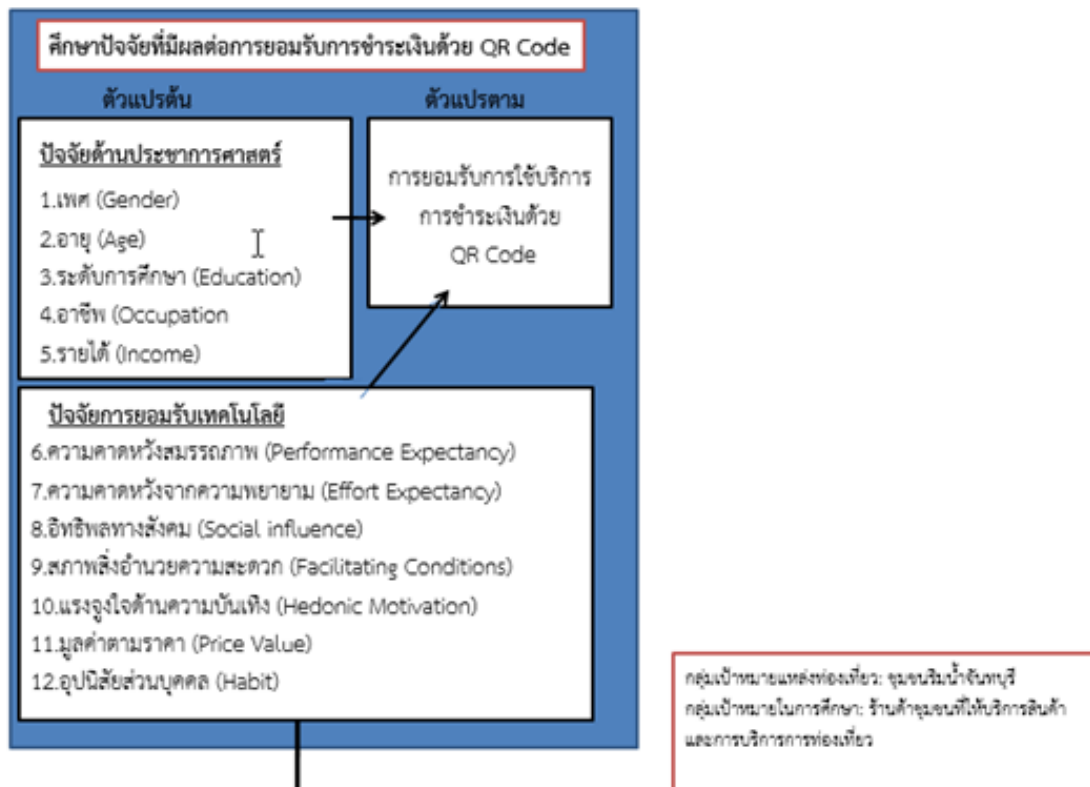 ศึกษาปัจจัยที่มีผลต่อการยอมรับการชำระเงินด้วย QR Code
ตัวแปรต้น
ตัวแปรตาม
ปัจจัยด้านประชาการศาสตร์
1.เพศ (Gender)
2.อายุ (Age)
3.ระดับการศึกษา (Education)
4.อาชีพ (Occupation
5.รายได้ (Income)
การยอมรับการใช้บริการ
การชำระเงินด้วย
QR Code
ปัจจัยการยอมรับเทคโนโลยี
6.ความคาดหวังสมรรถภาพ (Performance Expectancy)
7.ความคาดหวังจากความพยายาม (Effort Expectancy)
8.อิทธิพลทางสังคม (Social influence)
9.สภาพสิ่งอำนวยความสะดวก (Facilitating Conditions)
10.แรงจูงใจด้านความบันเทิง (Hedonic Motivation)
11.มูลค่าตามราคา (Price Value)
12.อุปนิสัยส่วนบุคคล (Habit)
กลุ่มเป้าหมายแหล่งท่องเที่ยว: ชุมชนริมน้ำจันทบุรี
กลุ่มเป้าหมายในการศึกษา: ร้านค้าชุมชนที่ให้บริการสินค้า
และการบริการการท่องเที่ยว